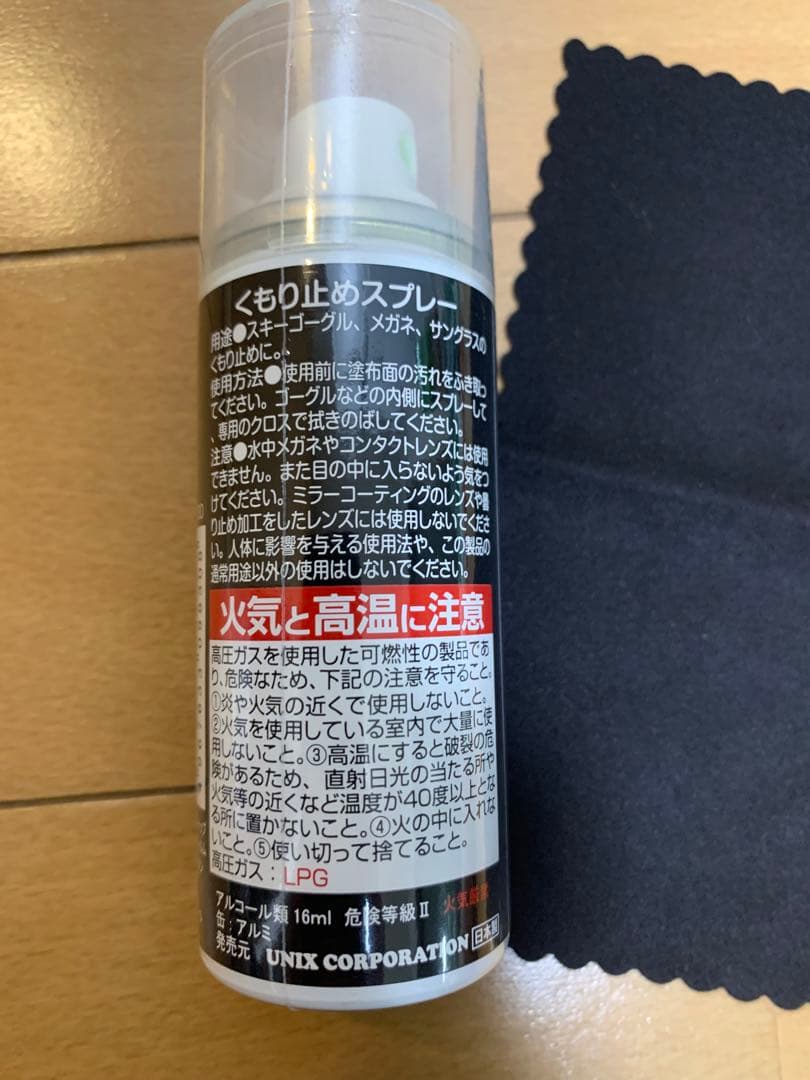 くもり止めスプレー
用途●スキーゴーグル、メガネ、サングラスの
くもり止めに。、
使用方法●使用前に塗布面の汚れをふき取っ
てください。ゴーグルなどの内側にスプレーして
、専用のクロスで拭きのばしてください。
注意●水中メガネやコンタクトレンズには使用
できません。また目の中に入らないよう気をつ
けてください。ミラーコーティングのレンズや曇
り止め加工をしたレンズには使用しないでくださ
い。人体に影響を与える使用法や、この製品の
通常用途以外の使用はしないでください。
火気と高温に注意
高圧ガスを使用した可燃性の製品であ
り、危険なため、下記の注意を守ること。
①炎や火気の近くで使用しないこと。
②火気を使用している室内で大量に使
用しないこと。③高温にすると破裂の危
険があるため、直射日光の当たる所や
火気等の近くなど温度が40度以上とな
る所に置かないこと。④火の中に入れな
いこと。⑤使い切って捨てること。
高圧ガス：LPG
アルコール類16ml 危険等級Ⅱ 火気厳禁
缶：アルミ
発売元 UNIX CORPORATION 日本製